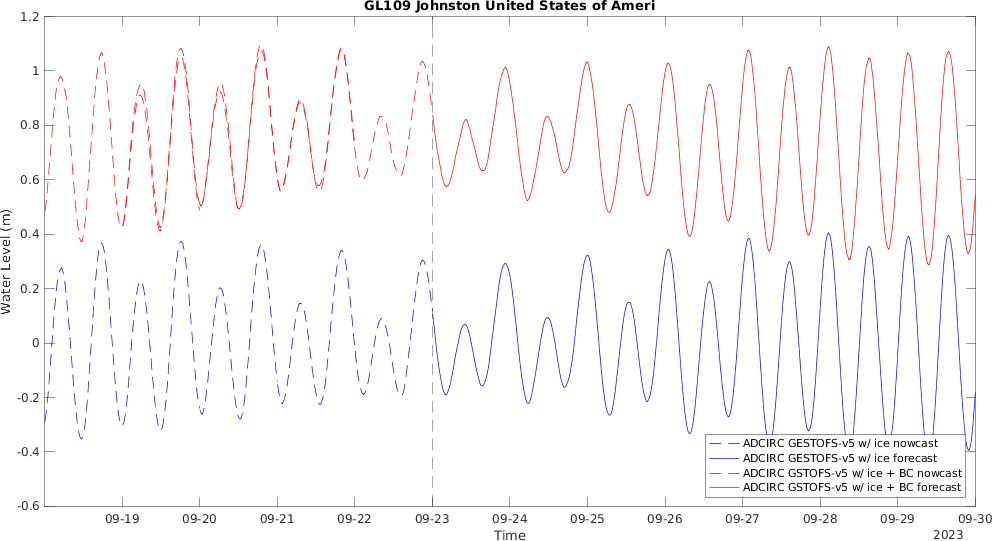 GL109 Johnston United States of Ameri
1.2
1
0.8
0.6
0.4
0.2
0
-0.2
-0.4
-0.6
Water Level (m)
ADCIRC GESTOFS-v5 w/ ice nowcast
ADCIRC GESTOFS-v5 w/ ice forecast
ADCIRC GSTOFS-v5 w/ ice + BC nowcast
ADCIRC GSTOFS-v5 w/ ice + BC forecast
09-19 09-20 09-21 09-22 09-23 09-24 09-25 09-26 09-27 09-28 09-29 09-30
Time
2023